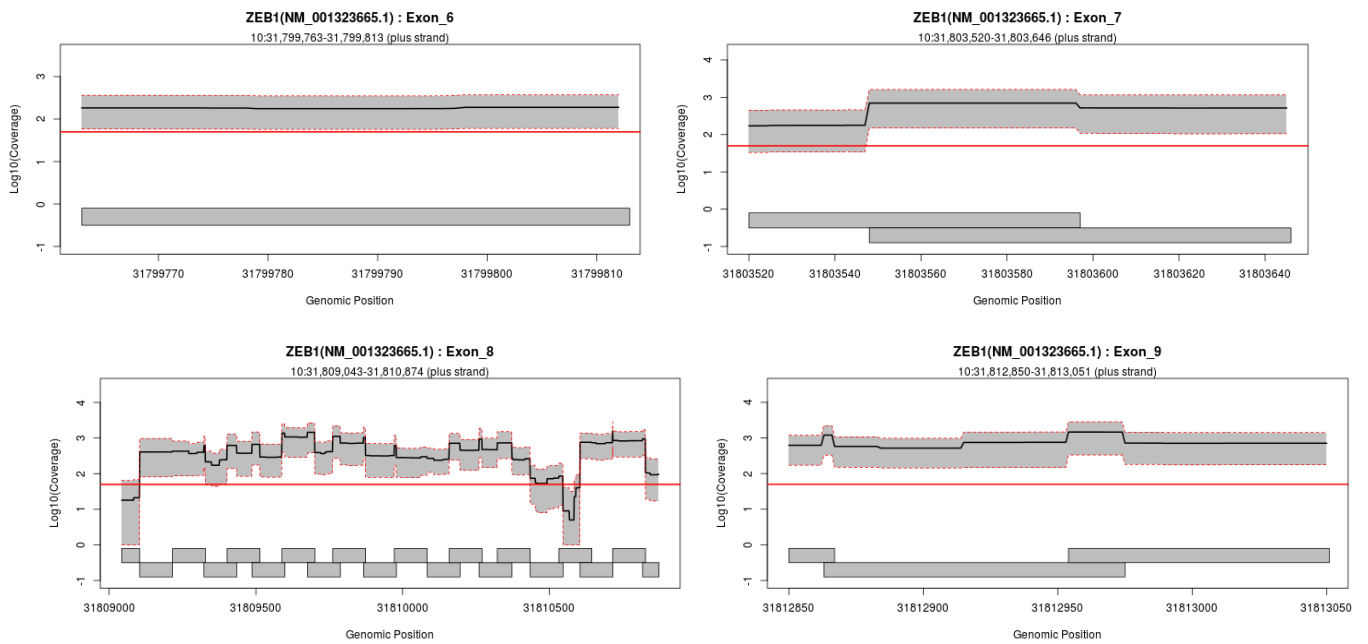 ZEB1(NM_001323665.1) : Exon_6
10:31,799,763-31,799,813 (plus strand)
Log10(Coverage)
3
2
1
0
-1
31799770 31799780 31799790 31799800 31799810
Genomic Position
ZEB1(NM_001323665.1) : Exon_7
10:31,803,520-31,803,646 (plus strand)
Log10(Coverage)
4
3
2
1
0
-1
31803520 31803540 31803560 31803580 31803600 31803620 31803640
Genomic Position
ZEB1(NM_001323665.1) : Exon_8
10:31,809,043-31,810,874 (plus strand)
Log10(Coverage)
4
3
2
1
0
-1
31809000 31809500 31810000 31810500
Genomic Position
ZEB1(NM_001323665.1) : Exon_9
10:31,812,850-31,813,051 (plus strand)
Log10(Coverage)
4
3
2
1
0
-1
31812850 31812900 31812950 31813000 31813050
Genomic Position